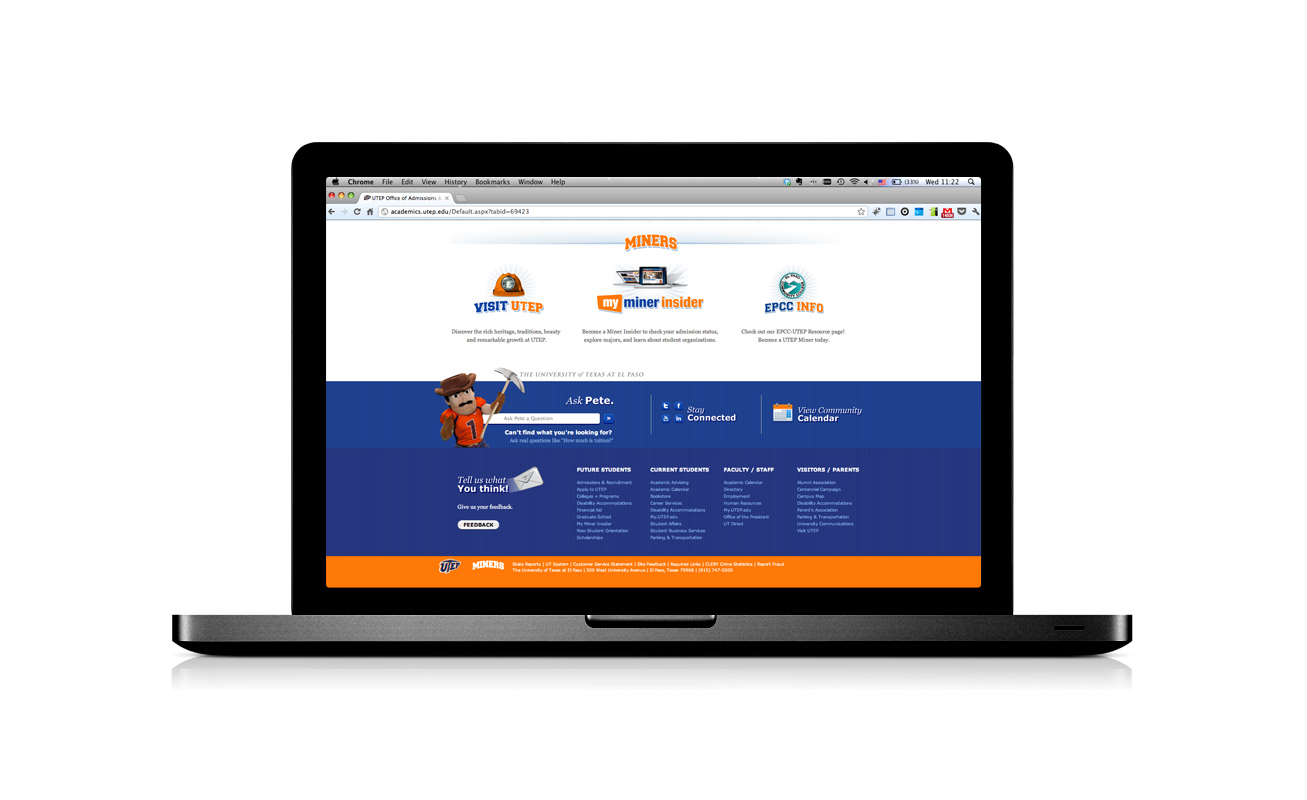 Chrome File Edit View History Bookmarks Window Help (33%) Wed 11:22
UTEP Office of Admissions &
academics.utep.edu/Default.aspx?tabid=69423
MINERS
VISIT UTEP
Discover the rich heritage, traditions, beauty
and remarkable growth at UTEP.
my miner insider
Become a Miner Insider to check your admission status,
explore majors, and learn about student organizations.
EPCC INFO
Check out our EPCC-UTEP Resource page!
Become a UTEP Miner today.
THE UNIVERSITY of TEXAS AT EL PASO
1
Ask Pete.
Ask Pete a Question
Can't find what you're looking for?
Ask real questions like "How much is tuition?"
Stay
Connected
View Community
Calendar
Tell us what
You think!
Give us your feedback.
FEEDBACK
FUTURE STUDENTS
Admissions & Recruitment
Apply to UTEP
Colleges + Programs
Disability Accommodations
Financial Aid
Graduate School
My Miner Insider
New Student Orientation
Scholarships
CURRENT STUDENTS
Academic Advising
Academic Calendar
Bookstore
Career Services
Disability Accommodations
My.UTEP.edu
Student Affairs
Student Business Services
Parking & Transportation
FACULTY / STAFF
Academic Calendar
Directory
Employment
Human Resources
My.UTEP.edu
Office of the President
UT Direct
VISITORS / PARENTS
Alumni Association
Centennial Campaign
Campus Map
Disability Accommodations
Parent's Association
Parking & Transportation
University Communications
Visit UTEP
UTEP MINERS
State Reports | UT System | Customer Service Statement | Site Feedback | Required Links | CLERY Crime Statistics | Report Fraud
The University of Texas at El Paso | 500 West University Avenue | El Paso, Texas 79968 | (915) 747-5000